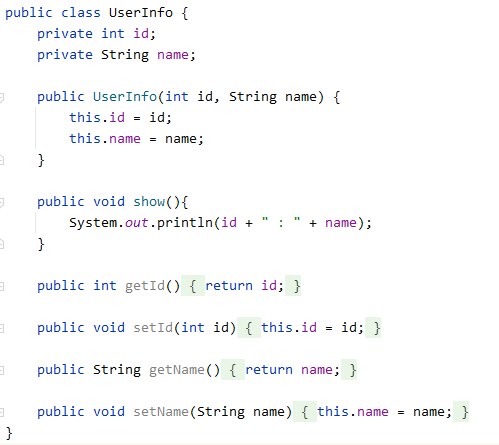 public class UserInfo {
    private int id;
    private String name;

    public UserInfo(int id, String name) {
        this.id = id;
        this.name = name;
    }

    public void show(){
        System.out.println(id + " : " + name);
    }

    public int getId() { return id; }

    public void setId(int id) { this.id = id; }

    public String getName() { return name; }

    public void setName(String name) { this.name = name; }
}